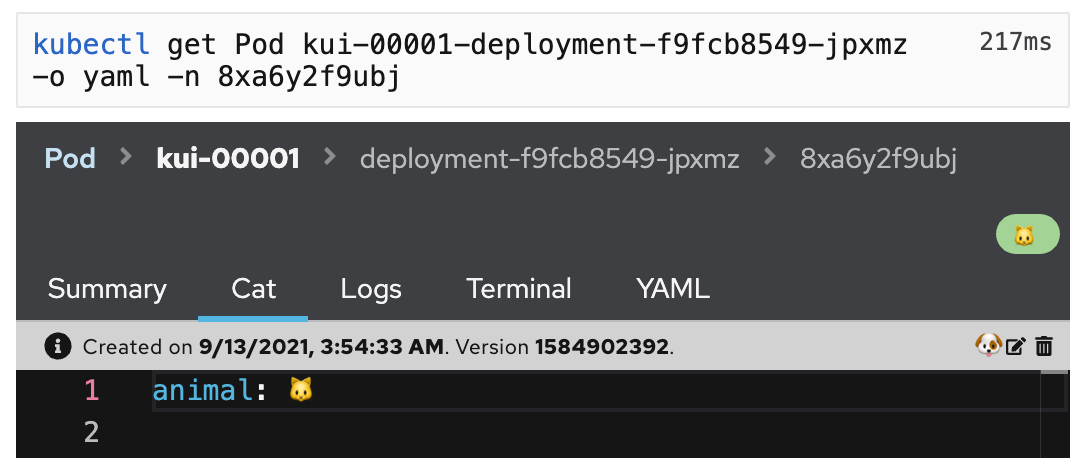 kubectl get Pod kui-00001-deployment-f9fcb8549-jpxmz 217ms
-o yaml -n 8xa6y2f9ubj
Pod > kui-00001 > deployment-f9fcb8549-jpxmz > 8xa6y2f9ubj
🐱
Summary Cat Logs Terminal YAML
Created on 9/13/2021, 3:54:33 AM. Version 1584902392. 🐶
1 animal: 🐱
2